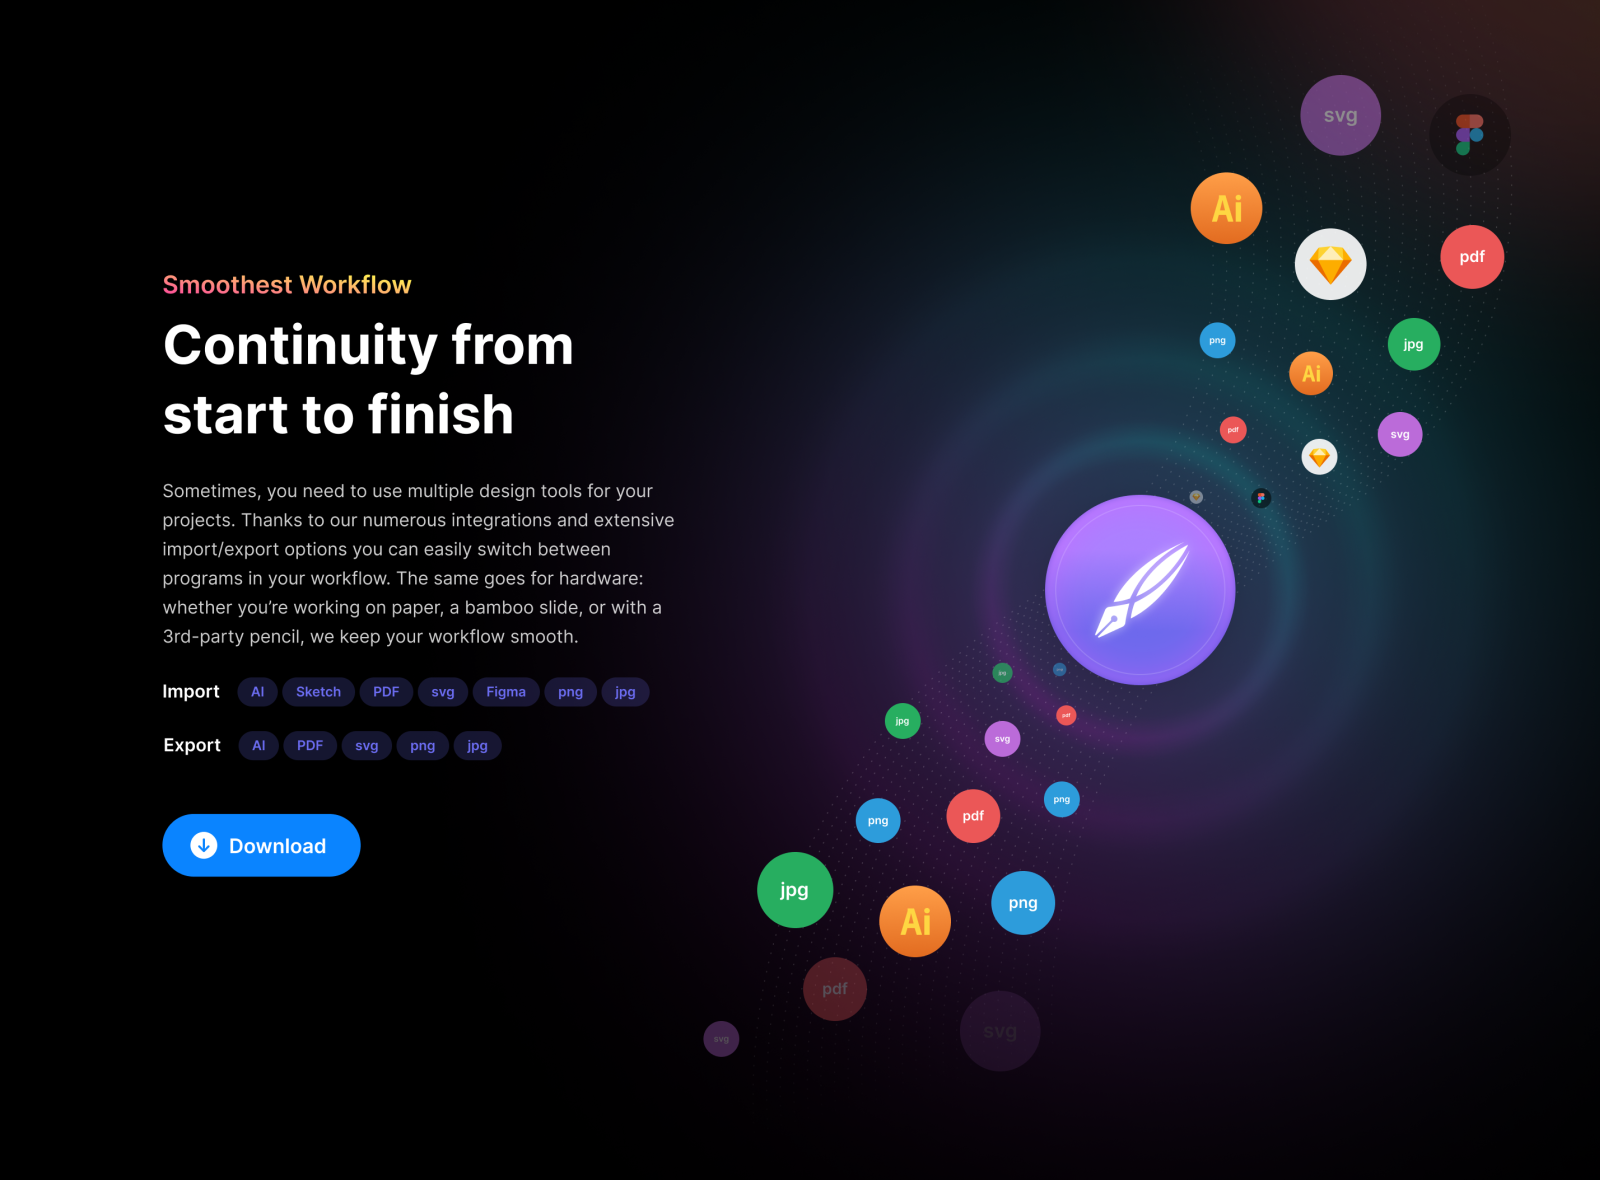 Smoothest Workflow
Continuity from
start to finish
Sometimes, you need to use multiple design tools for your
projects. Thanks to our numerous integrations and extensive
import/export options you can easily switch between
programs in your workflow. The same goes for hardware:
whether you’re working on paper, a bamboo slide, or with a
3rd-party pencil, we keep your workflow smooth.
Import AI Sketch PDF svg Figma png jpg
Export AI PDF svg png jpg
Download
svg
Ai
pdf
png
jpg
Ai
pdf
svg
jpg
pdf
jpg
svg
png
png
pdf
jpg
Ai
png
pdf
svg
svg